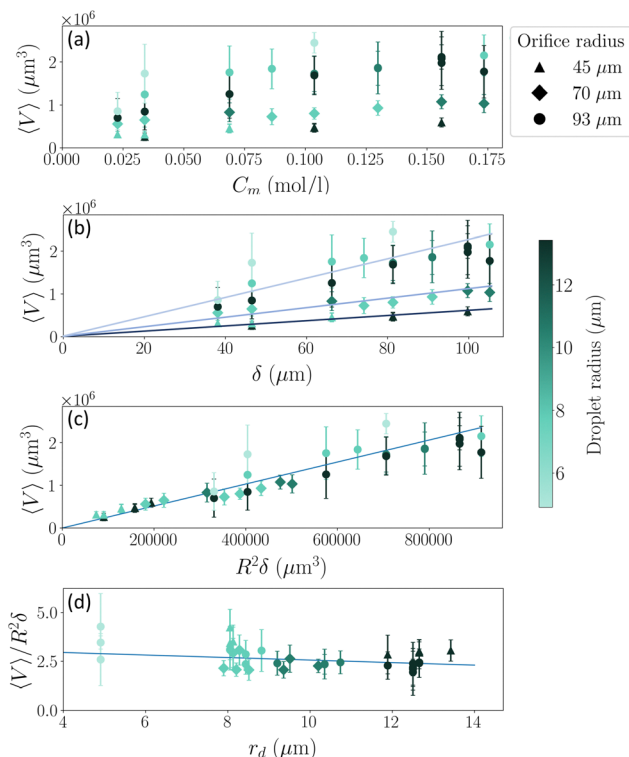 ×10⁶
(a)
⟨V⟩ (μm³)
2
1
0
0.000 0.025 0.050 0.075 0.100 0.125 0.150 0.175
C_m (mol/l)
Orifice radius
45 μm
70 μm
93 μm
×10⁶
(b)
⟨V⟩ (μm³)
2
1
0
0 20 40 60 80 100
δ (μm)
×10⁶
(c)
⟨V⟩ (μm³)
2
1
0
0 200000 400000 600000 800000
R²δ (μm³)
(d)
⟨V⟩/R²δ
5.0
2.5
0.0
4 6 8 10 12 14
r_d (μm)
12
10
8
6
Droplet radius (μm)